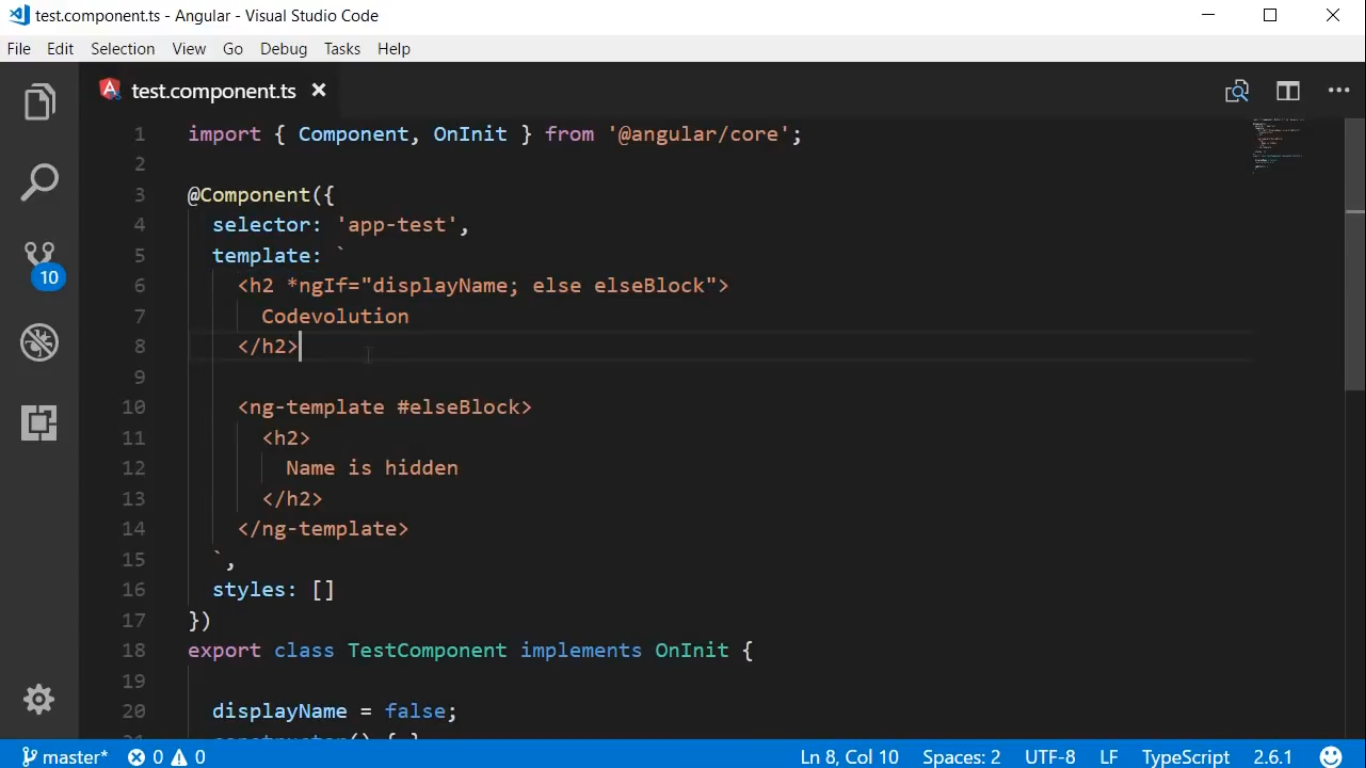 test.component.ts - Angular - Visual Studio Code
File Edit Selection View Go Debug Tasks Help
test.component.ts
1 import { Component, OnInit } from '@angular/core';
2
3 @Component({
4 selector: 'app-test',
5 template: `
6 <h2 *ngIf="displayName; else elseBlock">
7 Codevolution
8 </h2>
9
10 <ng-template #elseBlock>
11 <h2>
12 Name is hidden
13 </h2>
14 </ng-template>
15 `,
16 styles: []
17 })
18 export class TestComponent implements OnInit {
19
20 displayName = false;
21 constructor() { }
10
master* 0 0 Ln 8, Col 10 Spaces: 2 UTF-8 LF TypeScript 2.6.1